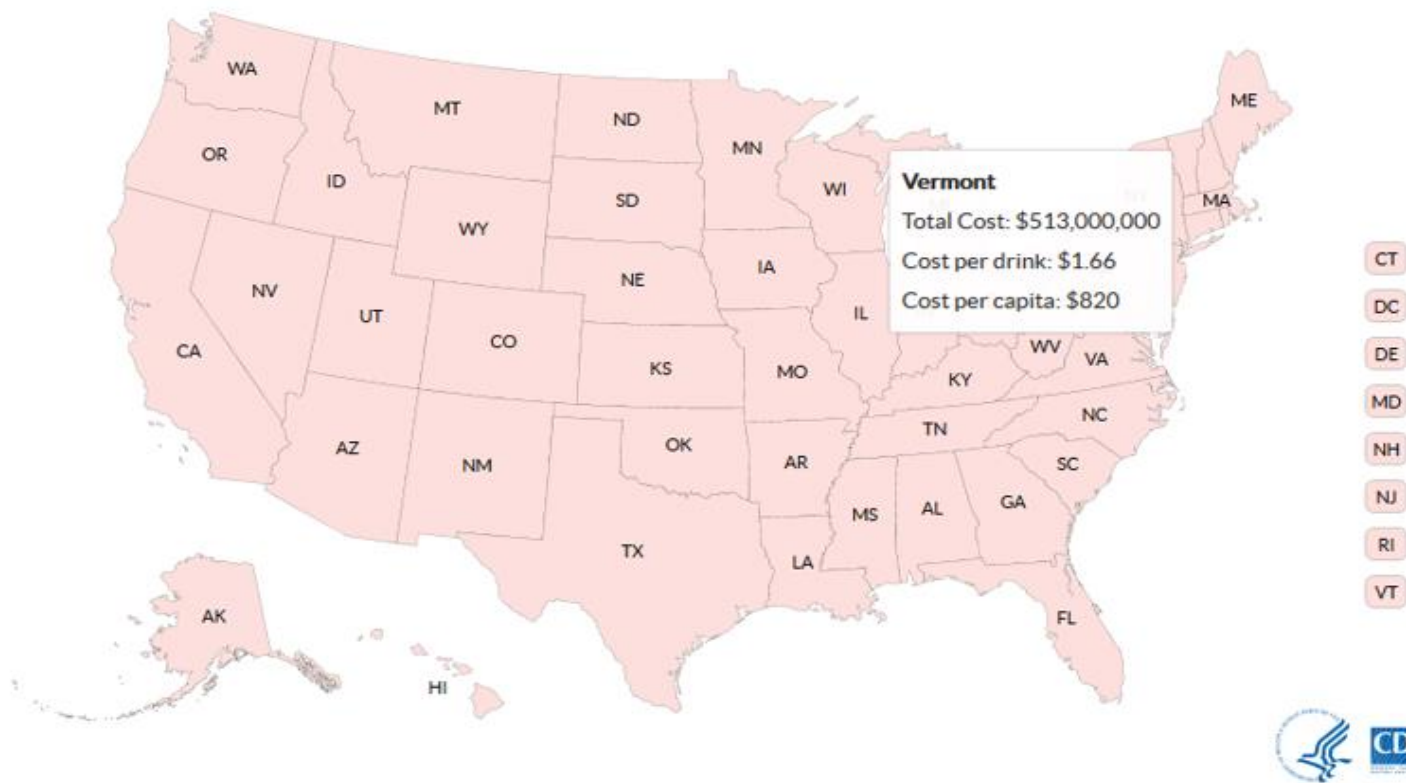 WA
MT
ND
MN
ME
OR
ID
SD
WI
WY
MA
IA
NE
NV
UT
CO
IL
CA
KS
MO
WV
VA
KY
NC
TN
AZ
NM
OK
AR
SC
MS
AL
GA
TX
LA
FL
AK
HI
Vermont
Total Cost: $513,000,000
Cost per drink: $1.66
Cost per capita: $820
CT
DC
DE
MD
NH
NJ
RI
VT
CD